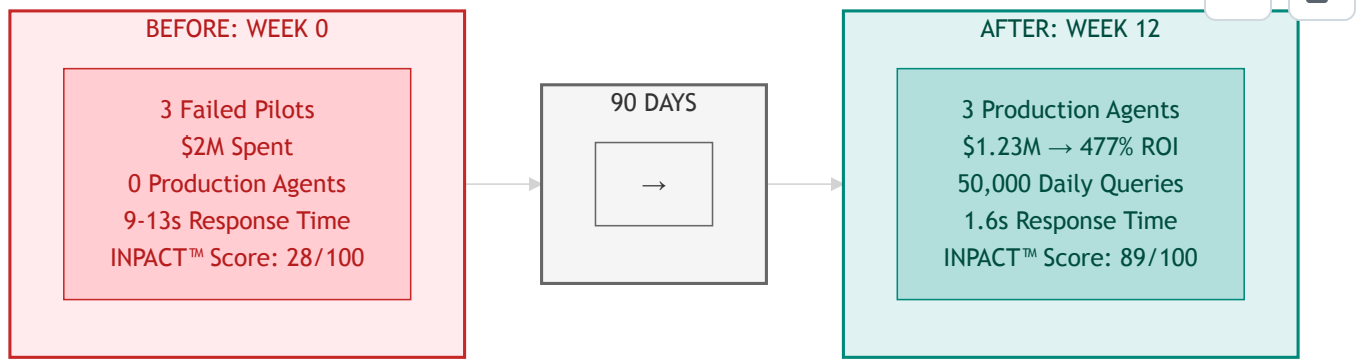 BEFORE: WEEK 0
3 Failed Pilots
$2M Spent
0 Production Agents
9-13s Response Time
INPACT™ Score: 28/100
90 DAYS
→
AFTER: WEEK 12
3 Production Agents
$1.23M → 477% ROI
50,000 Daily Queries
1.6s Response Time
INPACT™ Score: 89/100